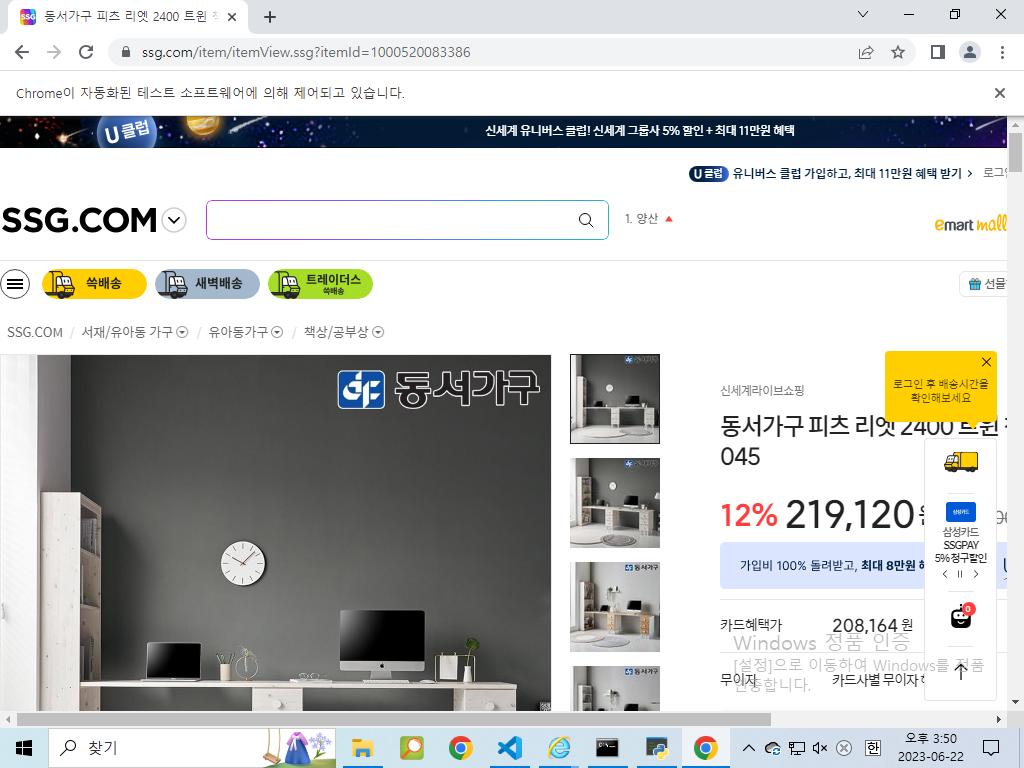 동서가구 피츠 리엣 2400 트윈
ssg.com/item/itemView.ssg?itemId=1000520083386
Chrome이 자동화된 테스트 소프트웨어에 의해 제어되고 있습니다.
U클럽
신세계 유니버스 클럽! 신세계 그룹사 5% 할인 + 최대 11만원 혜택
U클럽 유니버스 클럽 가입하고, 최대 11만원 혜택 받기 >
SSG.COM
1. 양산
emart mall
쓱배송
새벽배송
트레이더스
쓱배송
선물
SSG.COM / 서재/유아동 가구 / 유아동가구 / 책상/공부상
동서가구
신세계라이브쇼핑
로그인 후 배송시간을
확인해보세요
동서가구 피츠 리엣 2400 트윈
045
12% 219,120
삼성카드
삼성카드
SSGPAY
5% 청구할인
가입비 100% 돌려받고, 최대 8만원
0
카드혜택가 208,164 원
Windows 정품 인증
[설정]으로 이동하여 Windows를 정품
인증합니다.
무이자 카드사별 무이자
찾기
한
오후 3:50
2023-06-22